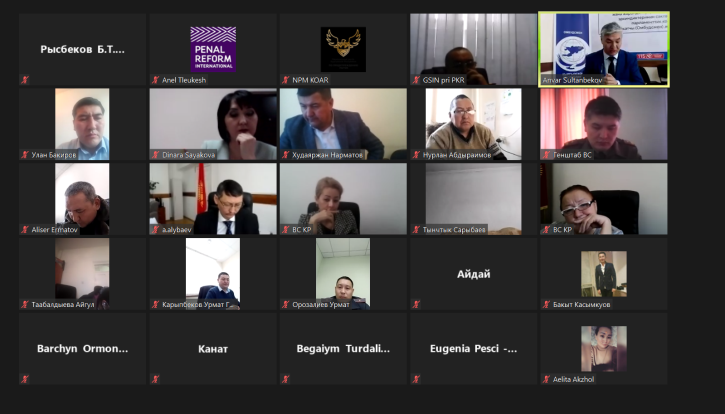 Рысбеков Б.Т....
PENAL
REFORM
INTERNATIONAL
Anel Tleukesh
NPM KOAR
GSIN pri PKR
Anvar Sultanbekov
Улан Бакиров
Dinara Sayakova
Худаяржан Нарматов
Нурлан Абдыраимов
Генштаб ВС
Aliser Ermatov
a.alybaev
ВС КР
Тынчтык Сарыбаев
ВС КР
Таабалдыева Айгул
Карыпбеков Урмат Г
Орозалиев Урмат
Айдай
Бакыт Касымкуов
Barchyn Ormon...
Канат
Begaiym Turdali...
Eugenia Pesci -...
Aelita Akzhol